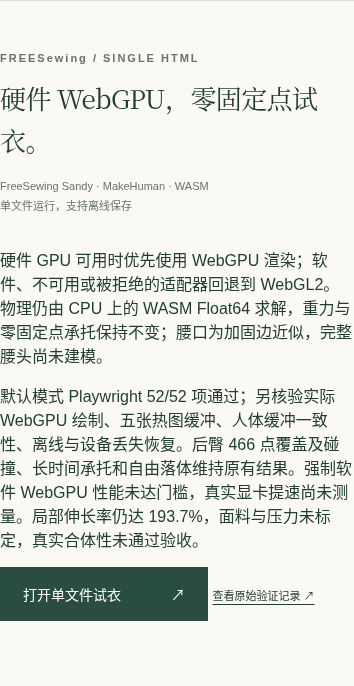 FREESewing / SINGLE HTML
硬件 WebGPU，零固定点试
衣。
FreeSewing Sandy · MakeHuman · WASM
单文件运行，支持离线保存
硬件 GPU 可用时优先使用 WebGPU 渲染；软
件、不可用或被拒绝的适配器回退到 WebGL2。
物理仍由 CPU 上的 WASM Float64 求解，重力与
零固定点承托保持不变；腰口为加固边近似，完整
腰头尚未建模。
默认模式 Playwright 52/52 项通过；另核验实际
WebGPU 绘制、五张热图缓冲、人体缓冲一致
性、离线与设备丢失恢复。后臀 466 点覆盖及碰
撞、长时间承托和自由落体维持原有结果。强制软
件 WebGPU 性能未达门槛，真实显卡提速尚未测
量。局部伸长率仍达 193.7%，面料与压力未标
定，真实合体性未通过验收。
打开单文件试衣 ↗ 查看原始验证记录 ↗